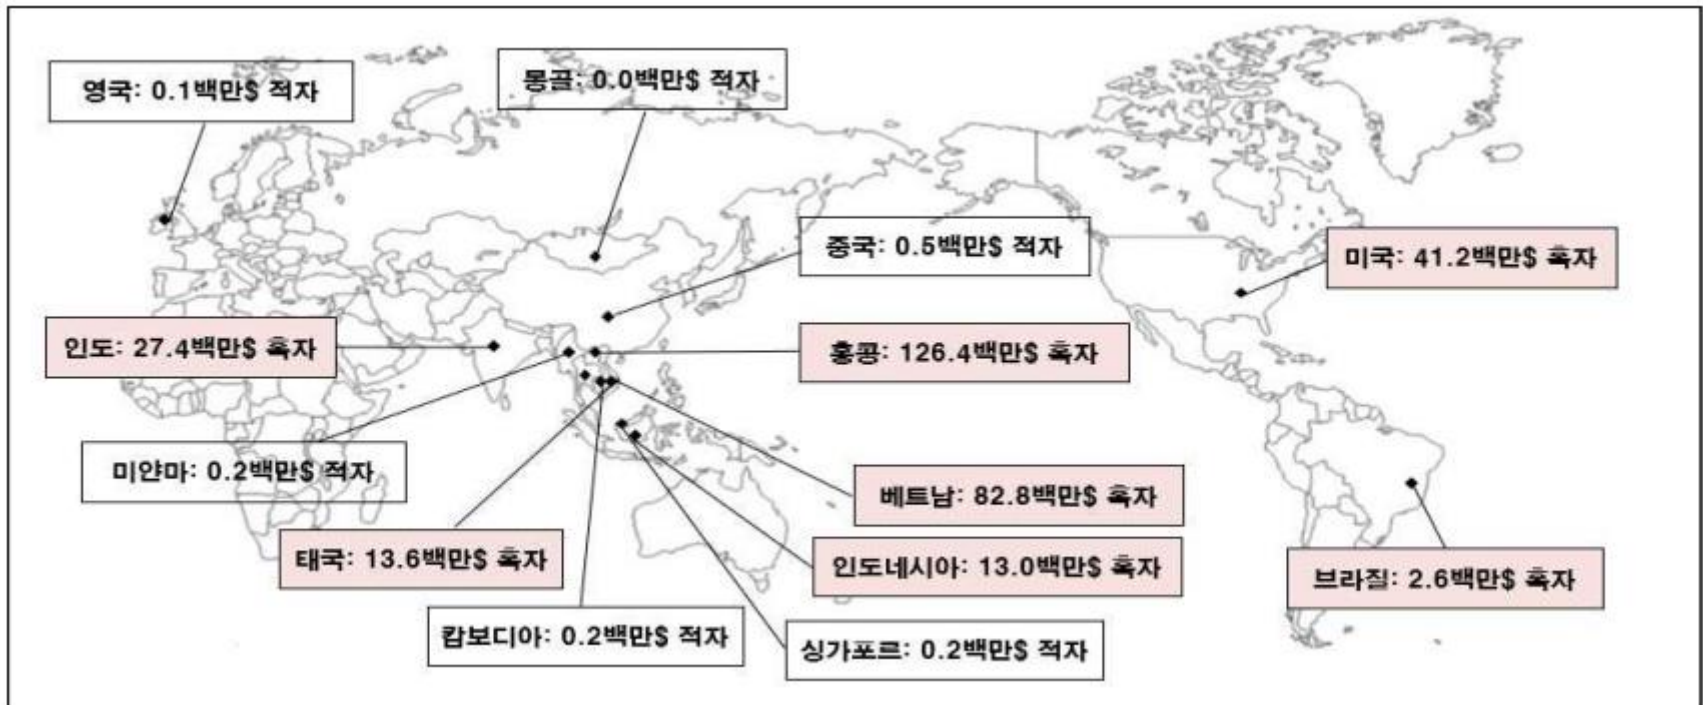 영국: 0.1백만$ 적자
몽골: 0.0백만$ 적자
중국: 0.5백만$ 적자
미국: 41.2백만$ 흑자
인도: 27.4백만$ 흑자
홍콩: 126.4백만$ 흑자
미얀마: 0.2백만$ 적자
베트남: 82.8백만$ 흑자
태국: 13.6백만$ 흑자
인도네시아: 13.0백만$ 흑자
브라질: 2.6백만$ 흑자
캄보디아: 0.2백만$ 적자
싱가포르: 0.2백만$ 적자